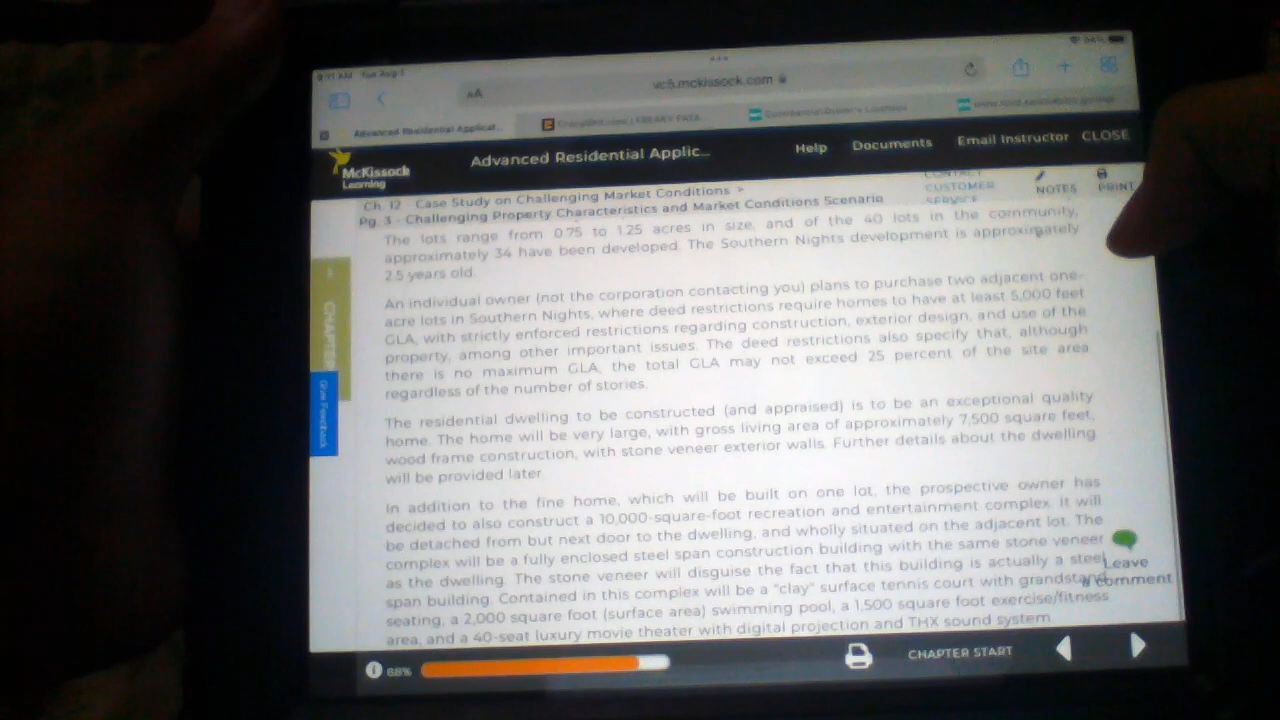 9:11 AM Tue Aug 1
94%
AA
vc5.mckissock.com
Advanced Residential Applicat...
McKissock
Learning
Advanced Residential Applic...
Help
Documents
Email Instructor
CLOSE
Ch. 12 - Case Study on Challenging Market Conditions >
Pg. 3 - Challenging Property Characteristics and Market Conditions Scenario
CONTACT
CUSTOMER
SERVICE
NOTES
PRINT
The lots range from 0.75 to 1.25 acres in size, and of the 40 lots in the community,
approximately 34 have been developed. The Southern Nights development is approximately
2.5 years old.
An individual owner (not the corporation contacting you) plans to purchase two adjacent one-
acre lots in Southern Nights, where deed restrictions require homes to have at least 5,000 feet
GLA, with strictly enforced restrictions regarding construction, exterior design, and use of the
property, among other important issues. The deed restrictions also specify that, although
there is no maximum GLA, the total GLA may not exceed 25 percent of the site area
regardless of the number of stories.
The residential dwelling to be constructed (and appraised) is to be an exceptional quality
home. The home will be very large, with gross living area of approximately 7,500 square feet,
wood frame construction, with stone veneer exterior walls. Further details about the dwelling
will be provided later.
In addition to the fine home, which will be built on one lot, the prospective owner has
decided to also construct a 10,000-square-foot recreation and entertainment complex. It will
be detached from but next door to the dwelling, and wholly situated on the adjacent lot. The
complex will be a fully enclosed steel span construction building with the same stone veneer
as the dwelling. The stone veneer will disguise the fact that this building is actually a steel
span building. Contained in this complex will be a "clay" surface tennis court with grandstand
seating, a 2,000 square foot (surface area) swimming pool, a 1,500 square foot exercise/fitness
area, and a 40-seat luxury movie theater with digital projection and THX sound system.
CHAPTER
Give Feedback
Leave
a comment
68%
CHAPTER START